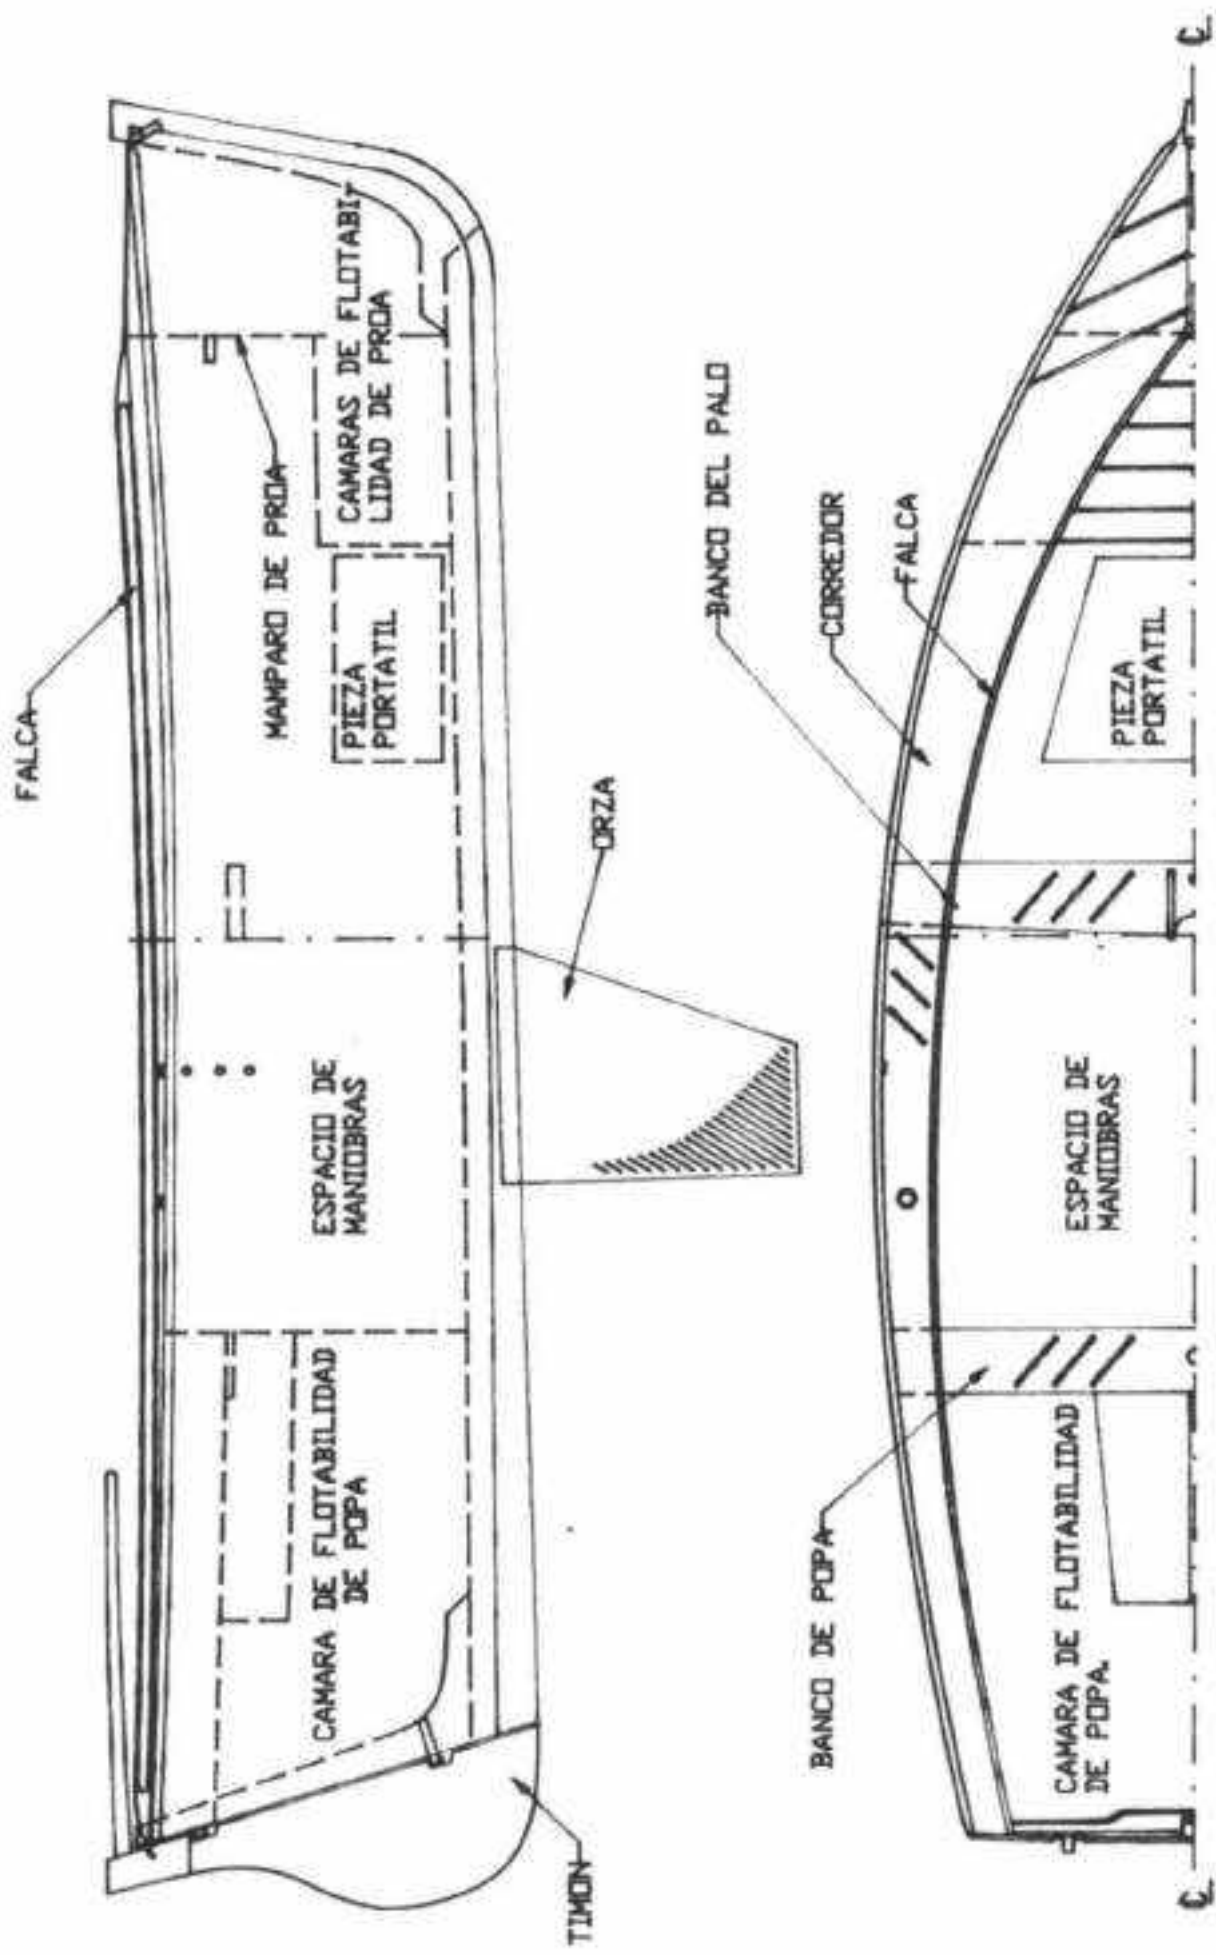 FALCA
MAMPARO DE PROA
CAMARAS DE FLOTABI-
LIDAD DE PROA
PIEZA
PORTATIL
ORZA
ESPACIO DE
MANIOBRAS
CAMARA DE FLOTABILIDAD
DE POPA
TIMON
BANCO DEL PALO
CORREDOR
FALCA
PIEZA
PORTATIL
ESPACIO DE
MANIOBRAS
BANCO DE POPA
CAMARA DE FLOTABILIDAD
DE POPA.
℄
℄